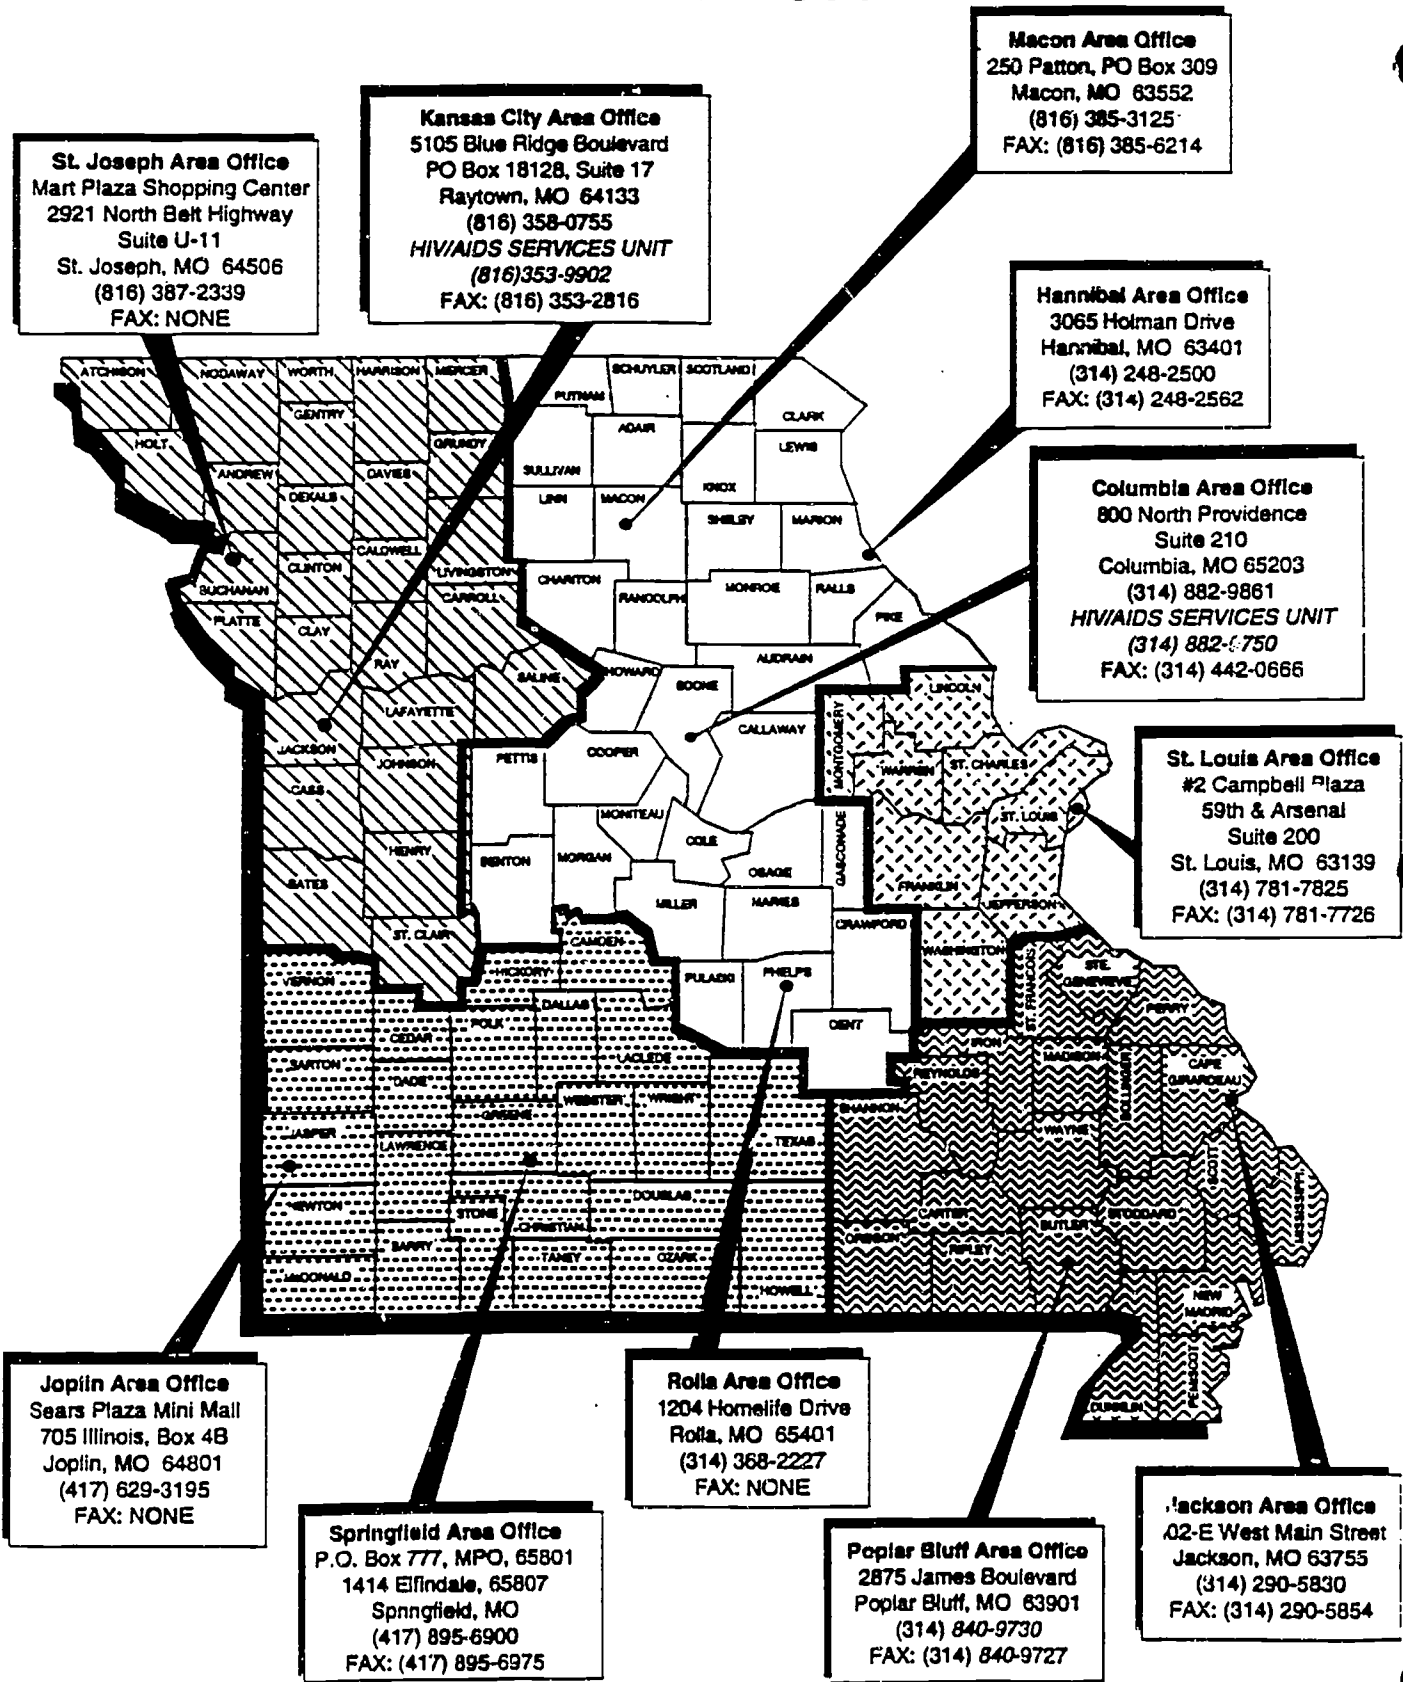 Macon Area Office
250 Patton, PO Box 309
Macon, MO 63552
(816) 385-3125
FAX: (816) 385-6214
Kansas City Area Office
5105 Blue Ridge Boulevard
PO Box 18128, Suite 17
Raytown, MO 64133
(816) 358-0755
HIV/AIDS SERVICES UNIT
(816)353-9902
FAX: (816) 353-2816
St. Joseph Area Office
Mart Plaza Shopping Center
2921 North Belt Highway
Suite U-11
St. Joseph, MO 64506
(816) 387-2339
FAX: NONE
Hannibal Area Office
3065 Holman Drive
Hannibal, MO 63401
(314) 248-2500
FAX: (314) 248-2562
Columbia Area Office
800 North Providence
Suite 210
Columbia, MO 65203
(314) 882-9861
HIV/AIDS SERVICES UNIT
(314)
FAX: (314) 442-0666
St. Louis Area Office
#2 Campbell Plaza
59th & Arsenal
Suite 200
St. Louis, MO 63139
(314) 781-7825
FAX: (314) 781-7726
ATCHISON
NODAWAY
WORTH
HARRISON
MERCER
PUTNAM
SCHUYLER
SCOTLAND
CLARK
HOLT
GENTRY
GRUNDY
ADAIR
LEWIS
ANDREW
DEKALB
DAVIES
SULLIVAN
KNOX
LINN
MACON
SHELBY
MARION
BUCHANAN
CLINTON
CALDWELL
LIVINGSTON
CHARITON
RANDOLPH
MONROE
RALLS
PIKE
PLATTE
CLAY
RAY
CARROLL
SALINE
HOWARD
BOONE
AUDRAIN
LINCOLN
JACKSON
LAFAYETTE
COOPER
CALLAWAY
MONTGOMERY
WARREN
ST. CHARLES
ST. LOUIS
CASS
JOHNSON
PETTIS
MONITEAU
COLE
OSAGE
GASCONADE
FRANKLIN
JEFFERSON
BATES
HENRY
BENTON
MORGAN
MILLER
MARIES
CRAWFORD
WASHINGTON
ST. CLAIR
HICKORY
CAMDEN
PULASKI
PHELPS
DENT
ST. FRANCOIS
STE.
GENEVIEVE
PERRY
VERNON
CEDAR
POLK
DALLAS
LACLEDE
IRON
REYNOLDS
MADISON
BOLLINGER
CAPE
GIRARDEAU
BARTON
DADE
GREENE
WEBSTER
WRIGHT
TEXAS
SHANNON
WAYNE
SCOTT
MISSISSIPPI
JASPER
LAWRENCE
NEWTON
STONE
CHRISTIAN
DOUGLAS
CARTER
BUTLER
STODDARD
BARRY
TANEY
OZARK
HOWELL
OREGON
RIPLEY
NEW
MADRID
MCDONALD
DUNKLIN
PEMISCOT
Joplin Area Office
Sears Plaza Mini Mall
705 Illinois, Box 4B
Joplin, MO 64801
(417) 629-3195
FAX: NONE
Springfield Area Office
P.O. Box 777, MPO, 65801
1414 Elfindale, 65807
Springfield, MO
(417) 895-6900
FAX: (417) 895-6975
Rolla Area Office
1204 Homelife Drive
Rolla, MO 65401
(314) 368-2227
FAX: NONE
Poplar Bluff Area Office
2875 James Boulevard
Poplar Bluff, MO 63901
(314) 840-9730
FAX: (314) 840-9727
Jackson Area Office
West Main Street
Jackson, MO 63755
(314) 290-5830
FAX: (314) 290-5854